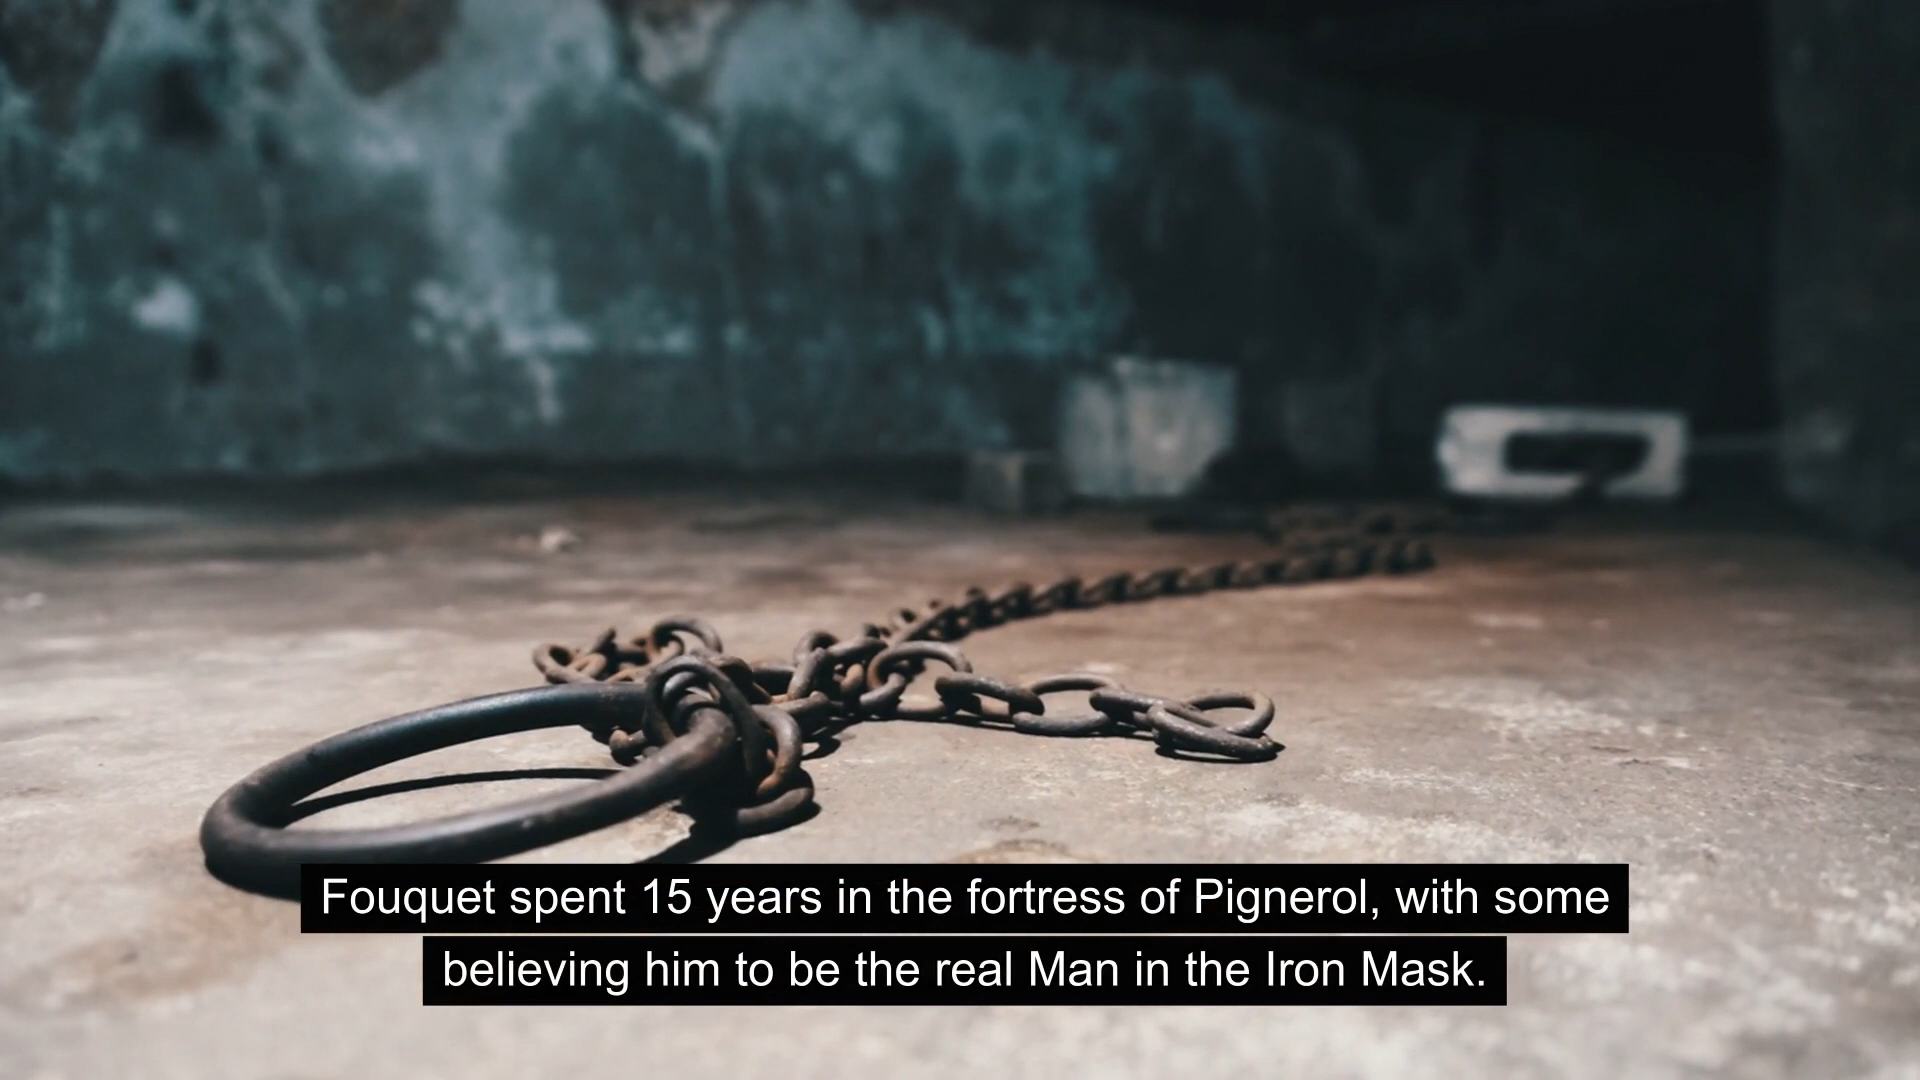 Fouquet spent 15 years in the fortress of Pignerol, with some
believing him to be the real Man in the Iron Mask.